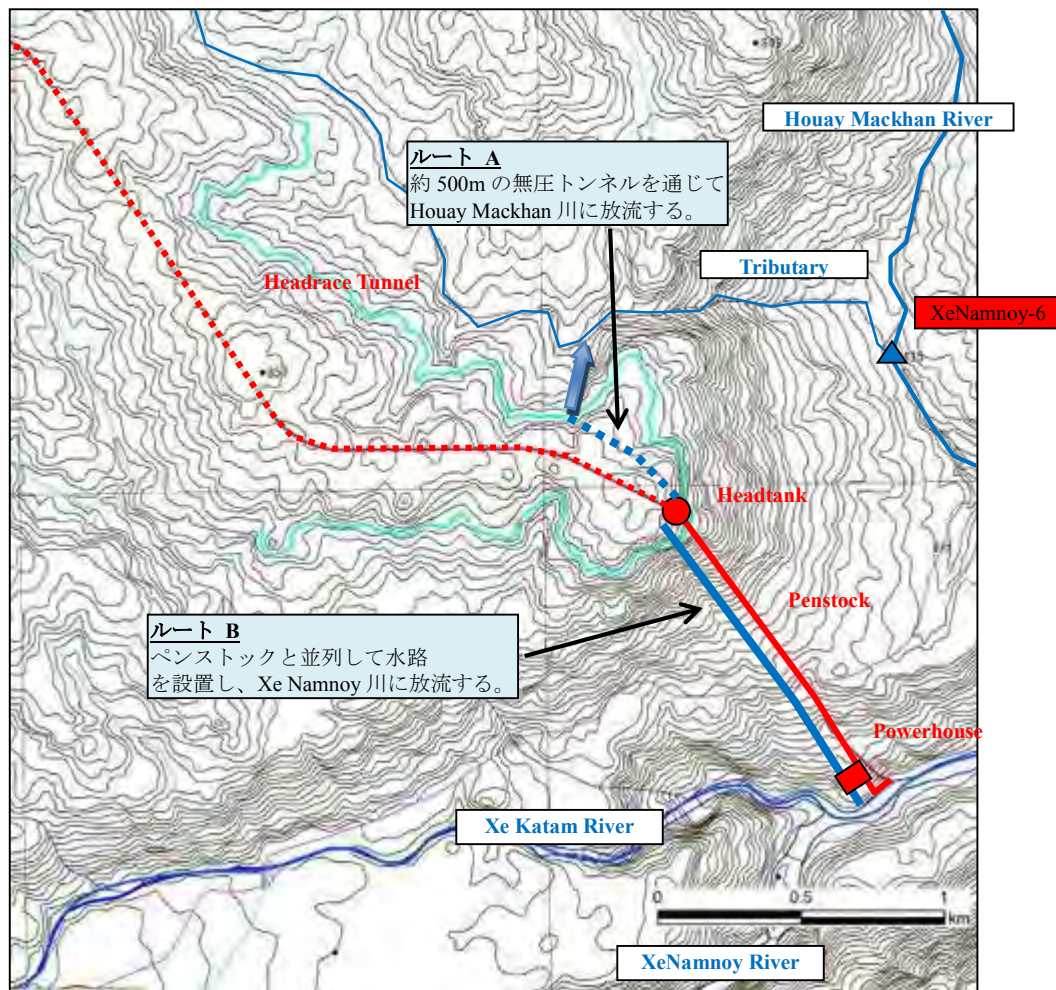 Houay Mackhan River
ルート A
約 500m の無圧トンネルを通じて
Houay Mackhan 川に放流する。
Tributary
Headrace Tunnel
XeNamnoy-6
Headtank
Penstock
ルート B
ペンストックと並列して水路
を設置し、Xe Namnoy 川に放流する。
Powerhouse
Xe Katam River
0
0.5
1
km
XeNamnoy River